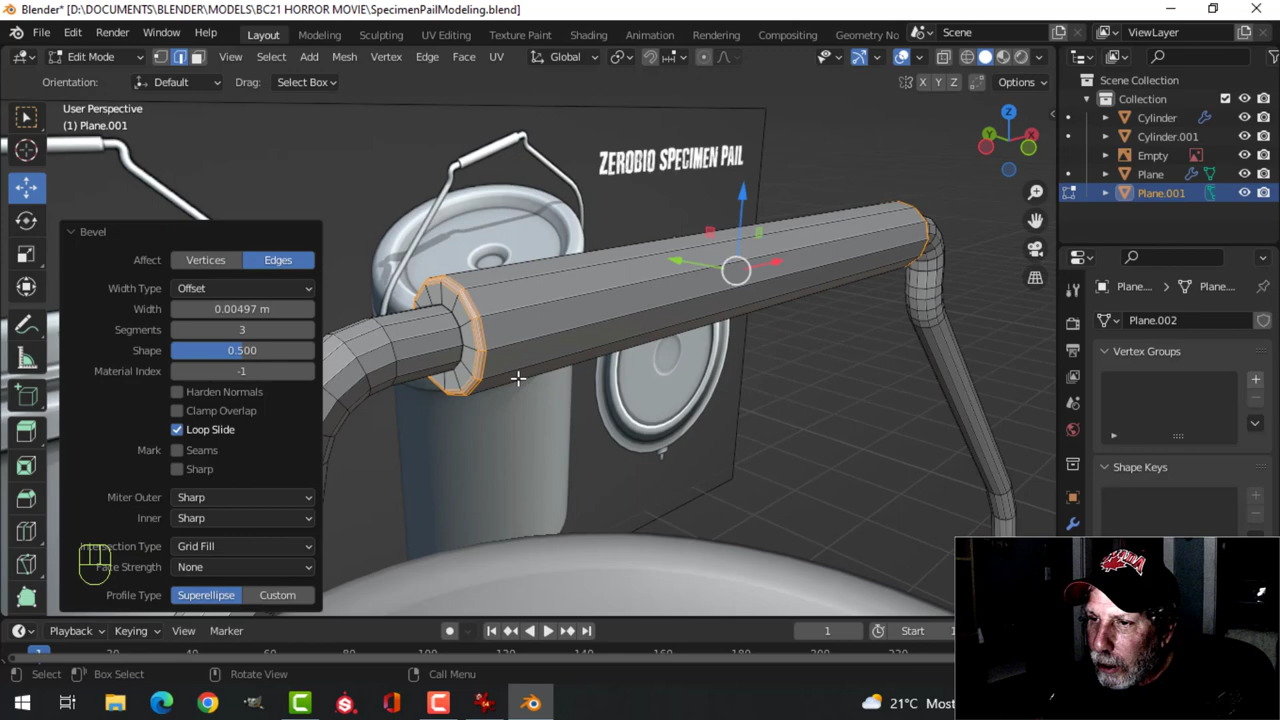 Blender* [D:\DOCUMENTS\BLENDER\MODELS\BC21 HORROR MOVIE\SpecimenPailModeling.blend]
File Edit Render Window Help Layout Modeling Sculpting UV Editing Texture Paint Shading Animation Rendering Compositing Geometry No Scene ViewLayer
Edit Mode View Select Add Mesh Vertex Edge Face UV Global
Orientation: Default Drag: Select Box X Y Z Options
User Perspective
(1) Plane.001
ZEROBIO SPECIMEN PAIL
Z
Y
X
Scene Collection
Collection
Cylinder
Cylinder.001
Empty
Plane
Plane.001
Bevel
Affect Vertices Edges
Width Type Offset
Width 0.00497 m
Segments 3
Shape 0.500
Material Index -1
Harden Normals
Clamp Overlap
Loop Slide
Mark Seams
Sharp
Miter Outer Sharp
Inner Sharp
Intersection Type Grid Fill
Face Strength None
Profile Type Superellipse Custom
Plane.... Plane....
Plane.002
Vertex Groups
Shape Keys
Playback Keying View Marker 1 Start
20 120 220
Select Box Select Rotate View Call Menu
21°C Mos